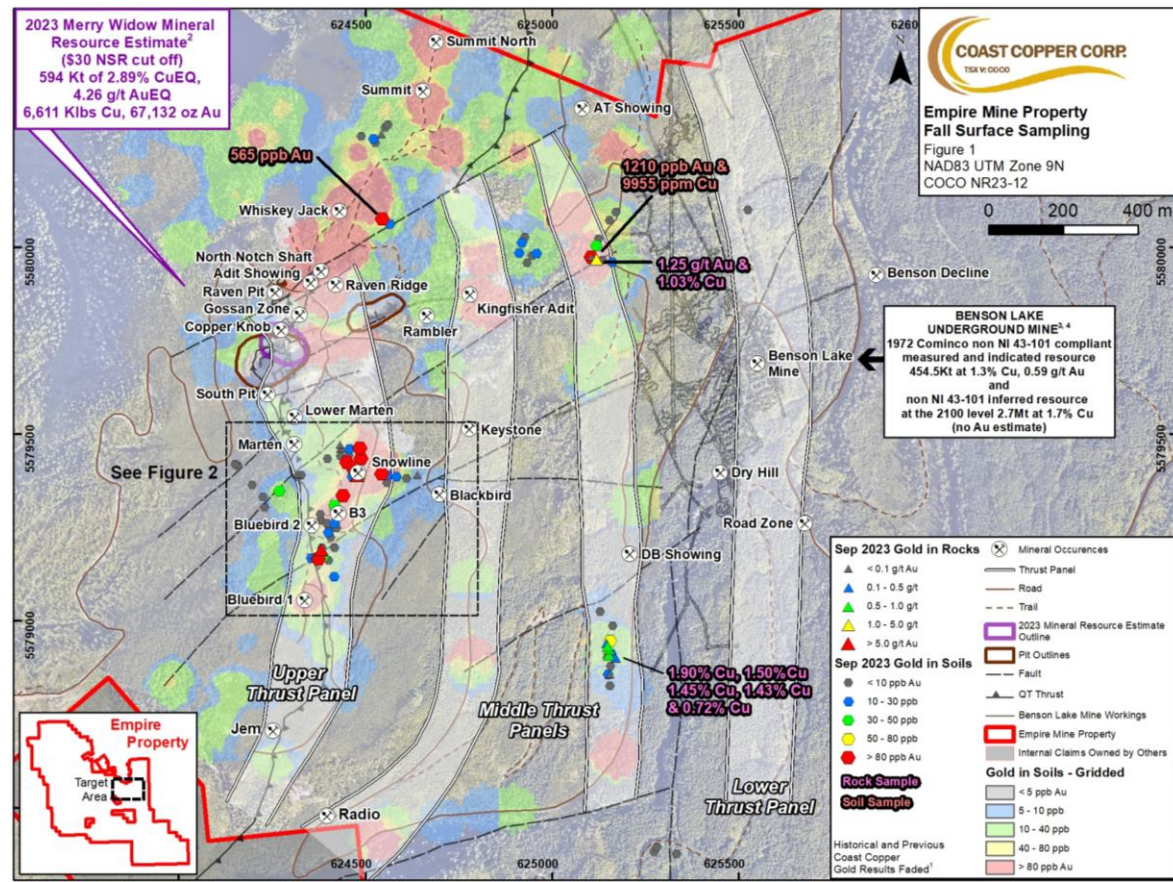 2023 Merry Widow Mineral
Resource Estimate²
($30 NSR cut off)
594 Kt of 2.89% CuEQ,
4.26 g/t AuEQ
6,611 Klbs Cu, 67,132 oz Au
624500
625000
625500
COAST COPPER CORP.
TSX V: COCO
Empire Mine Property
Fall Surface Sampling
Figure 1
NAD83 UTM Zone 9N
COCO NR23-12
N
0 200 400 m
Summit North
Summit
AT Showing
565 ppb Au
1210 ppb Au &
9955 ppm Cu
Whiskey Jack
North Notch Shaft
Adit Showing
Raven Pit
Raven Ridge
Gossan Zone
Copper Knob
Rambler
Kingfisher Adit
1.25 g/t Au &
1.03% Cu
5580000
5580000
Benson Decline
BENSON LAKE
UNDERGROUND MINE³˒ ⁴
1972 Cominco non NI 43-101 compliant
measured and indicated resource
454.5Kt at 1.3% Cu, 0.59 g/t Au
and
non NI 43-101 inferred resource
at the 2100 level 2.7Mt at 1.7% Cu
(no Au estimate)
Benson Lake
Mine
South Pit
Lower Marten
Marten
Keystone
5579500
5579500
See Figure 2
Snowline
Blackbird
Dry Hill
B3
Bluebird 2
Road Zone
DB Showing
Bluebird 1
5579000
Upper
Thrust Panel
Middle Thrust
Panels
1.90% Cu, 1.50% Cu
1.45% Cu, 1.43% Cu
& 0.72% Cu
Jem
Radio
Lower
Thrust Panel
Empire
Property
Target
Area
624500
625000
625500
Sep 2023 Gold in Rocks
< 0.1 g/t Au
0.1 - 0.5 g/t
0.5 - 1.0 g/t
1.0 - 5.0 g/t
> 5.0 g/t Au
Sep 2023 Gold in Soils
< 10 ppb Au
10 - 30 ppb
30 - 50 ppb
50 - 80 ppb
> 80 ppb Au
Rock Sample
Soil Sample
Historical and Previous
Coast Copper
Gold Results Faded¹
Mineral Occurences
Thrust Panel
Road
Trail
2023 Mineral Resource Estimate
Outline
Pit Outlines
Fault
QT Thrust
Benson Lake Mine Workings
Empire Mine Property
Internal Claims Owned by Others
Gold in Soils - Gridded
< 5 ppb Au
5 - 10 ppb
10 - 40 ppb
40 - 80 ppb
> 80 ppb Au